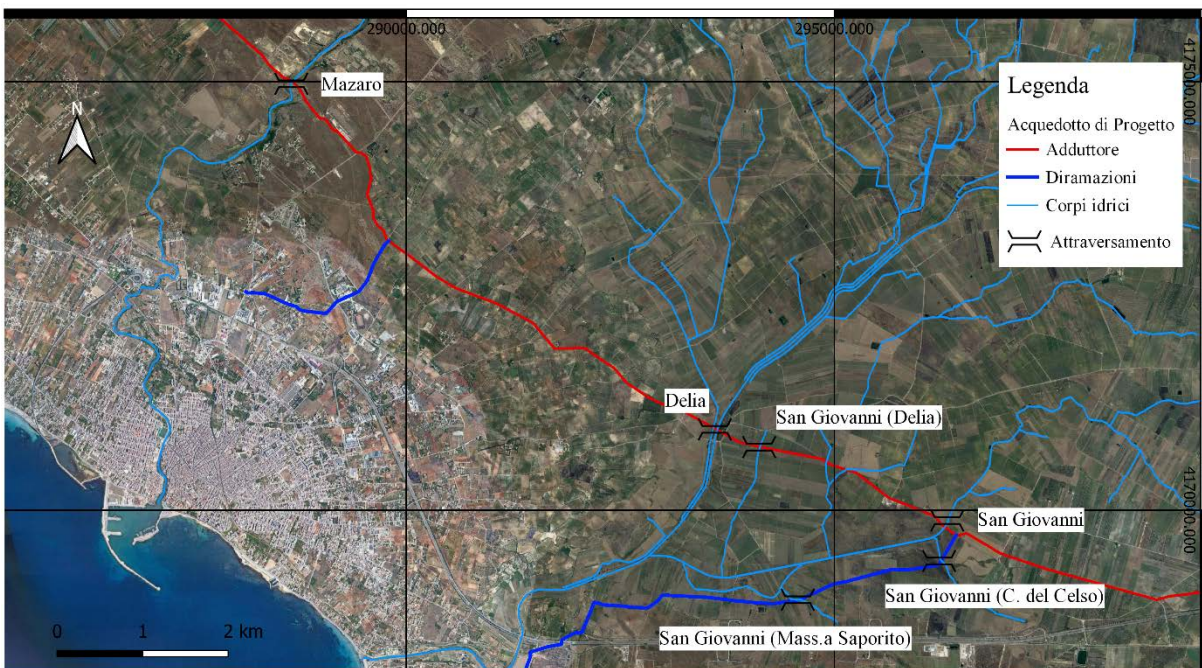 290000.000
295000.000
4175000.000
Mazaro
N
Legenda
Acquedotto di Progetto
Adduttore
Diramazioni
Corpi idrici
Attraversamento
Delia
San Giovanni (Delia)
4170000.000
San Giovanni
San Giovanni (C. del Celso)
San Giovanni (Mass.a Saporito)
0 1 2 km